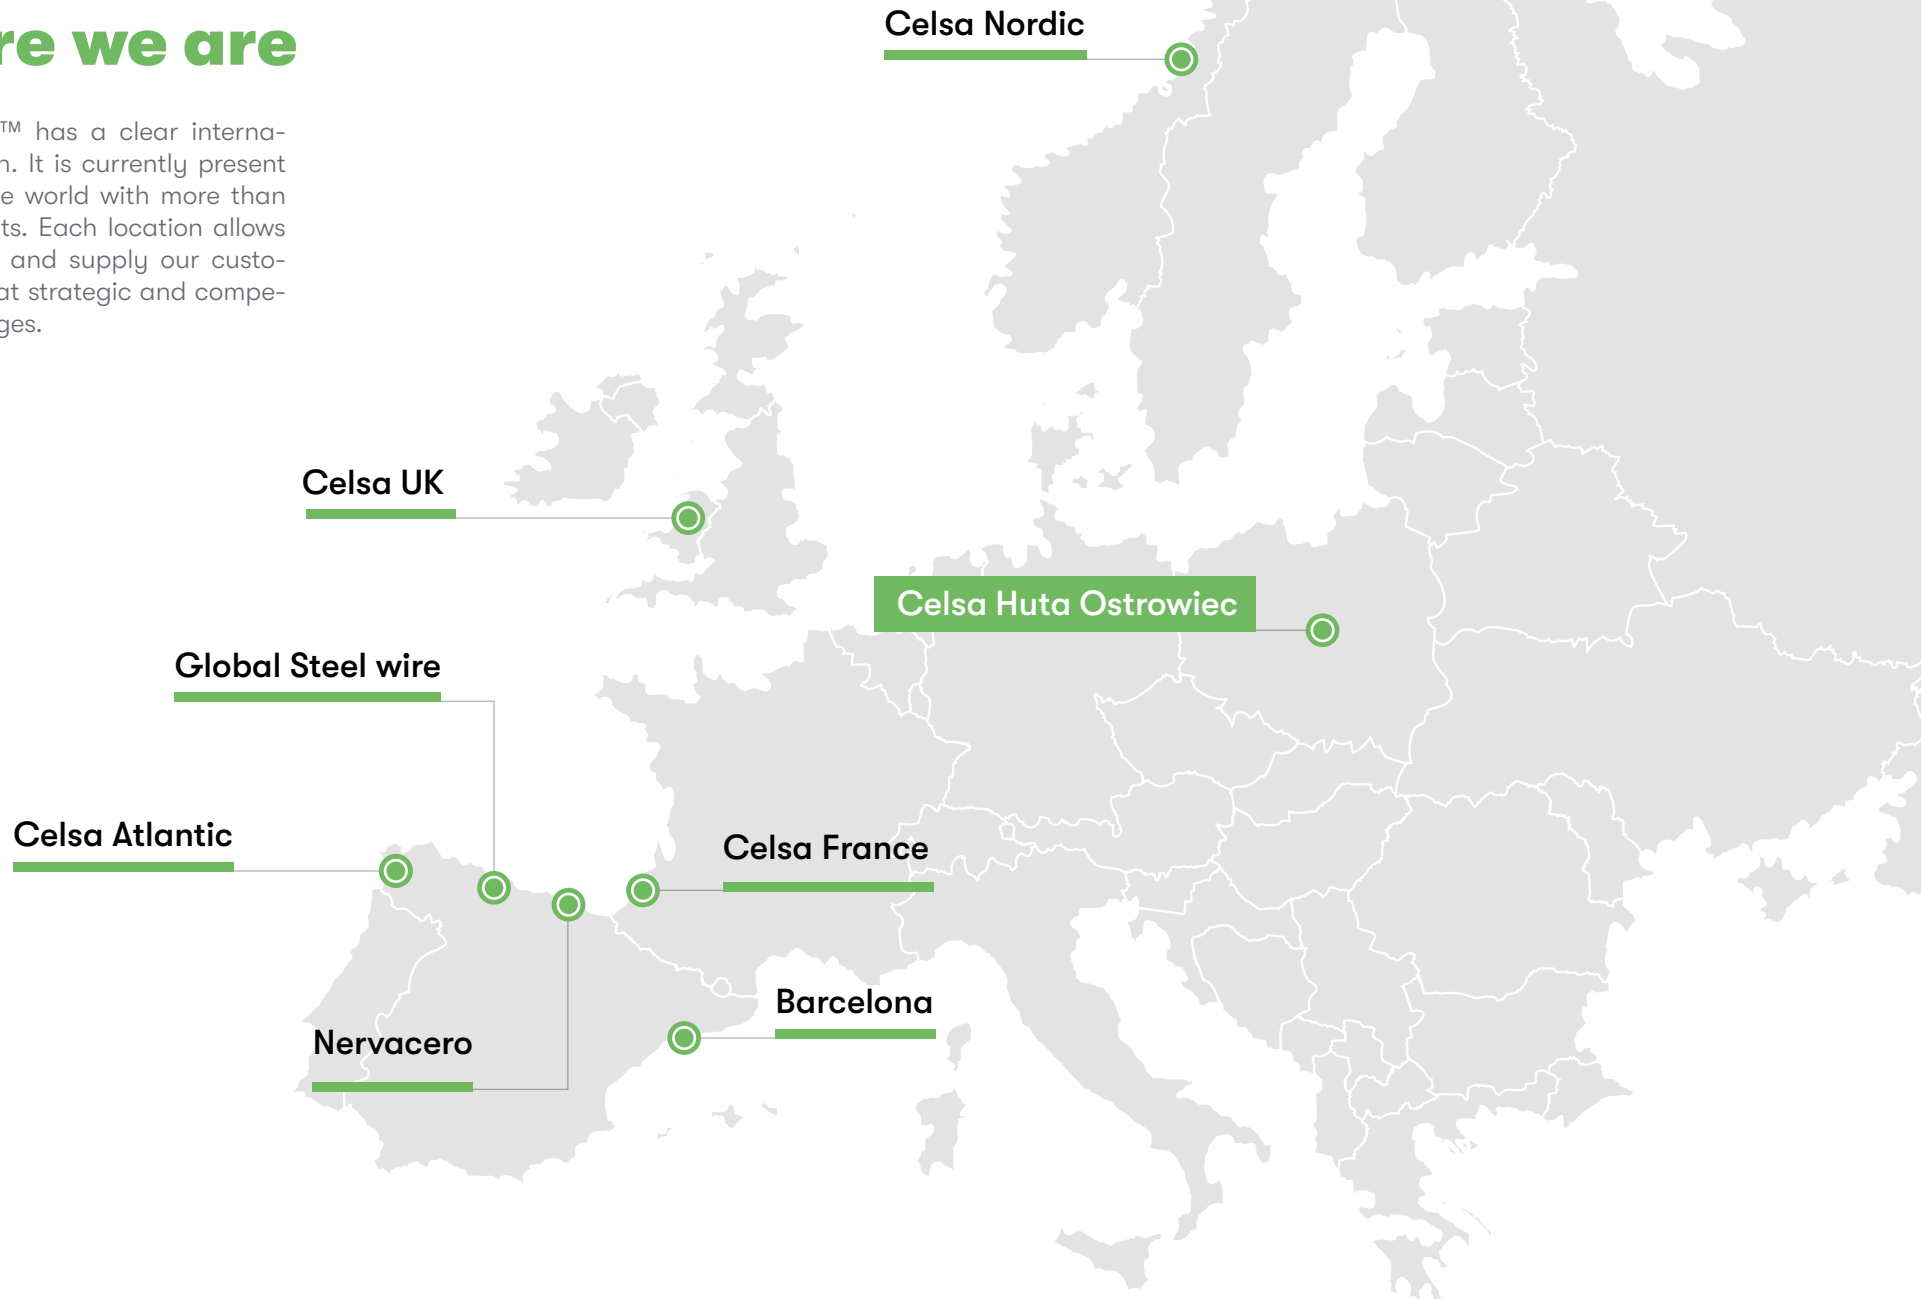 re we are
™ has a clear interna-
n. It is currently present
e world with more than
ts. Each location allows
and supply our custo-
at strategic and compe-
ges.
Celsa Nordic
Celsa UK
Celsa Huta Ostrowiec
Global Steel wire
Celsa Atlantic
Celsa France
Barcelona
Nervacero